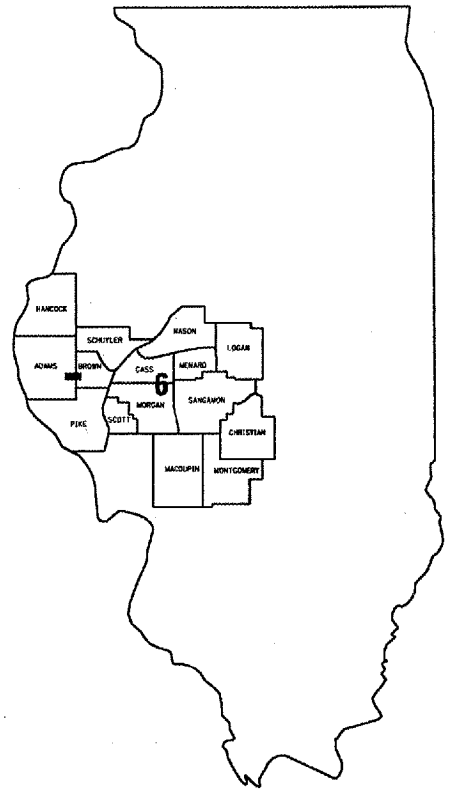 HANCOCK
SCHUYLER
MASON
LOGAN
ADAMS
BROWN
CASS
MENARD
6
MORGAN
SANGAMON
SCOTT
PIKE
CHRISTIAN
MACOUPIN
MONTGOMERY